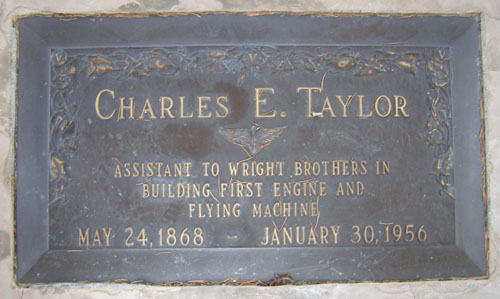 CHARLES E. TAYLOR
ASSISTANT TO WRIGHT BROTHERS IN
BUILDING FIRST ENGINE AND
FLYING MACHINE
MAY 24, 1868 – JANUARY 30, 1956